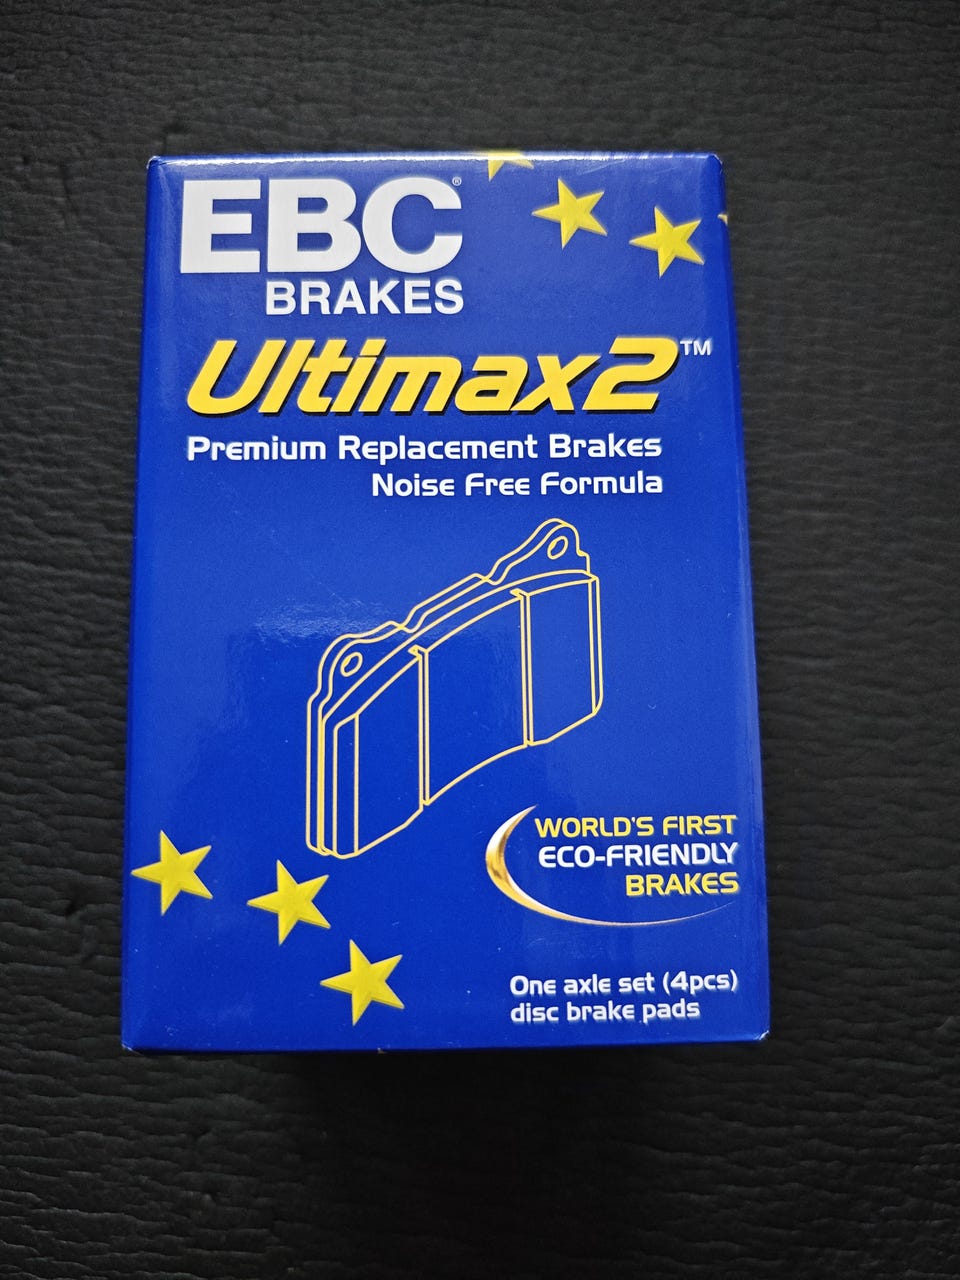 EBC®
BRAKES
Ultimax2™
Premium Replacement Brakes
Noise Free Formula
WORLD'S FIRST
ECO-FRIENDLY
BRAKES
One axle set (4pcs)
disc brake pads